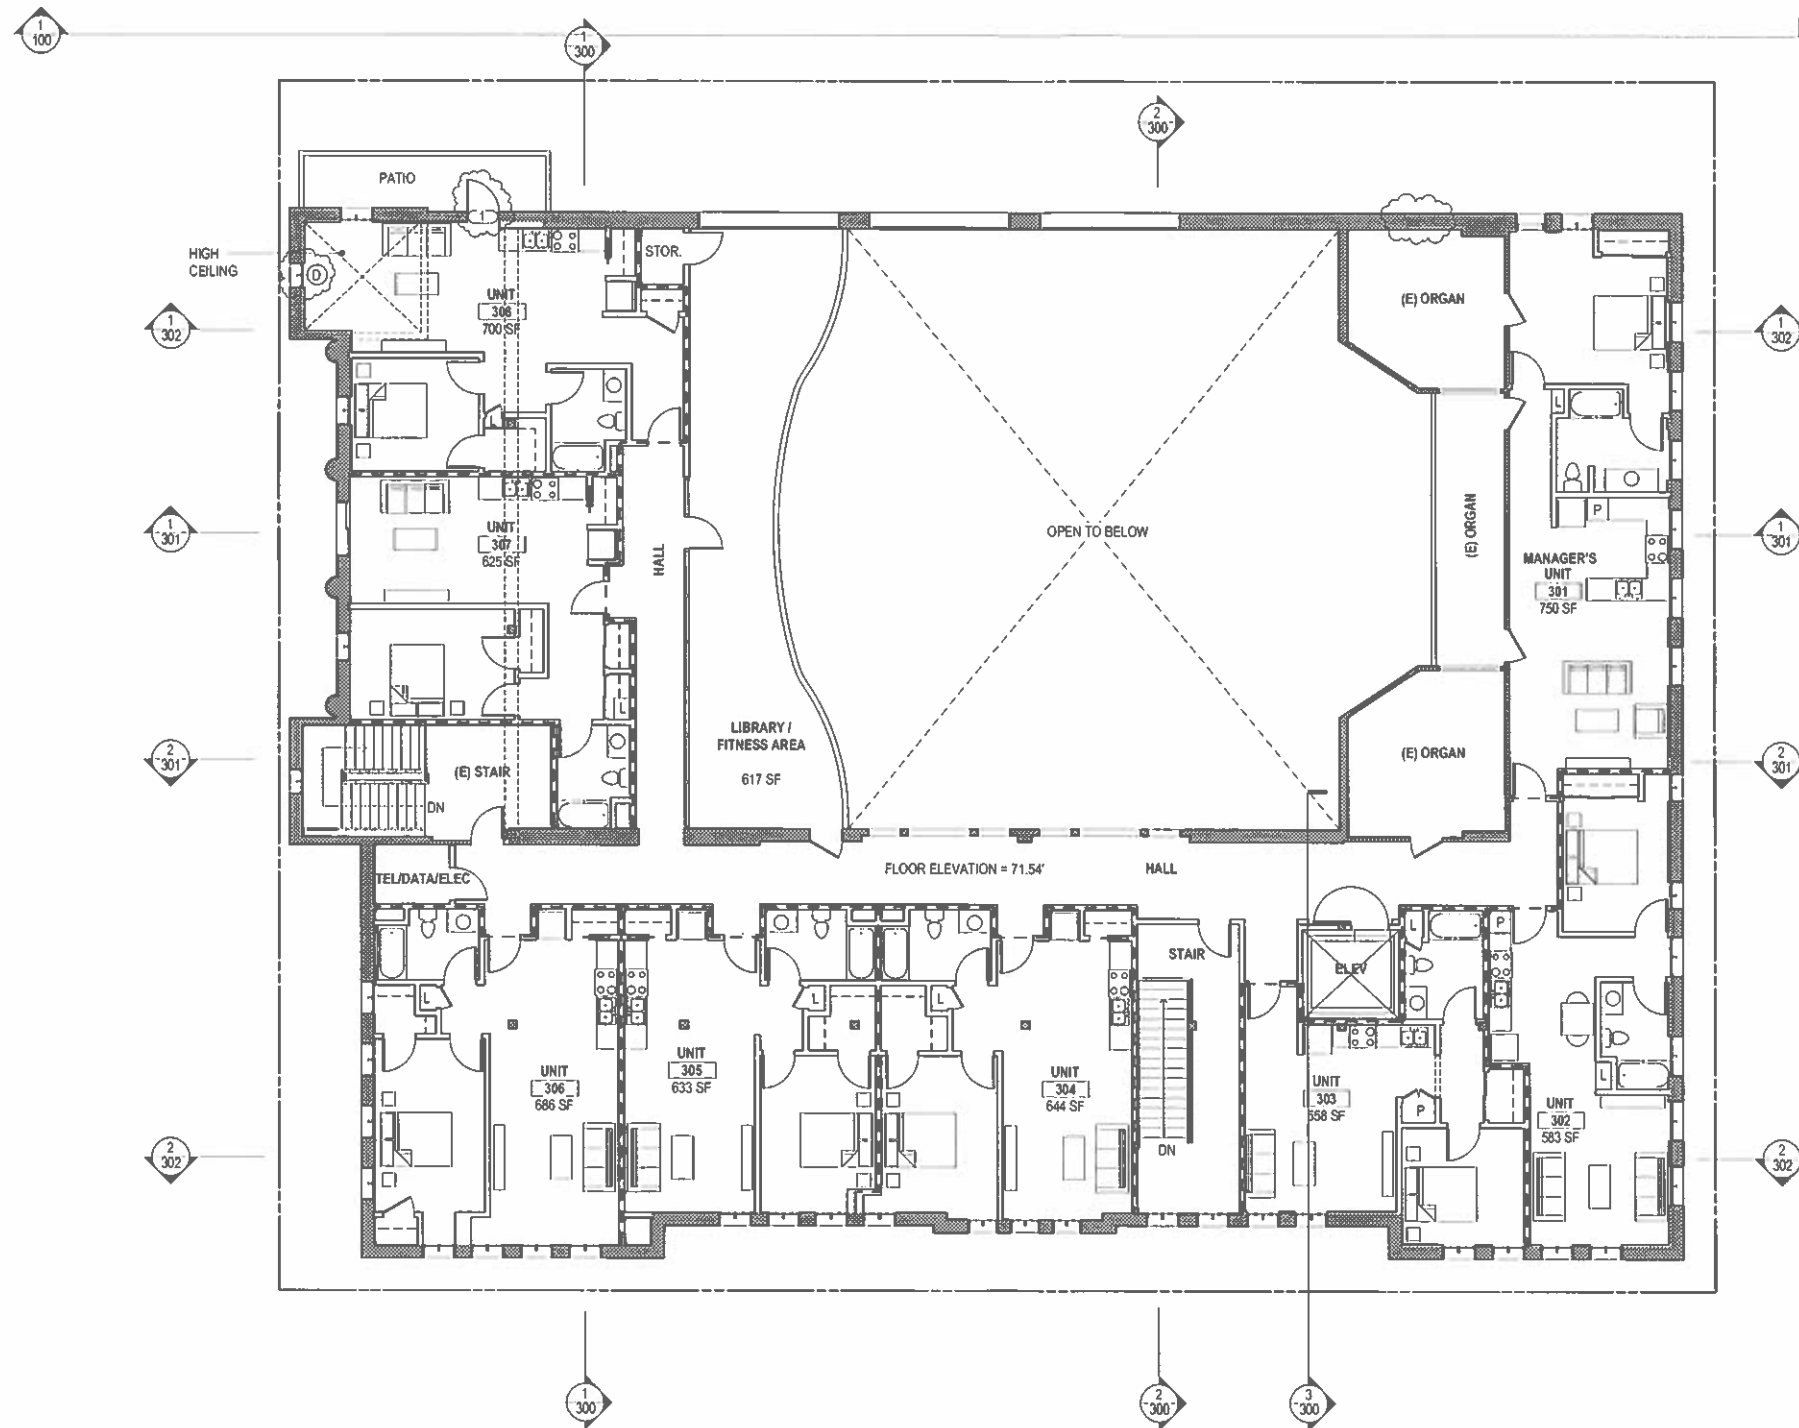 1
100
1
300
2
300
PATIO
1
HIGH
CEILING
D
STOR.
UNIT
308
700 SF
(E) ORGAN
1
302
1
302
L
L
1
301
UNIT
307
625 SF
HALL
OPEN TO BELOW
(E) ORGAN
P
MANAGER'S
UNIT
301
750 SF
1
301
L
LIBRARY /
FITNESS AREA
617 SF
(E) ORGAN
2
301
(E) STAIR
DN
2
301
TEL/DATA/ELEC
FLOOR ELEVATION = 71.54'
HALL
STAIR
ELEV
L
P
L
L
L
UNIT
306
686 SF
UNIT
305
633 SF
UNIT
304
644 SF
UNIT
303
558 SF
P
L
UNIT
302
583 SF
DN
2
302
2
302
1
300
2
300
3
300